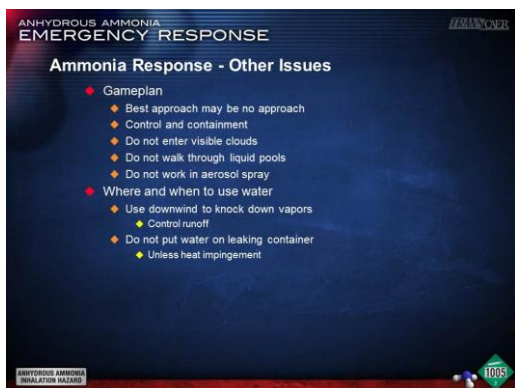 ANHYDROUS AMMONIA
EMERGENCY RESPONSE
TRANSCAER
Ammonia Response - Other Issues
Gameplan
Best approach may be no approach
Control and containment
Do not enter visible clouds
Do not walk through liquid pools
Do not work in aerosol spray
Where and when to use water
Use downwind to knock down vapors
Control runoff
Do not put water on leaking container
Unless heat impingement
ANHYDROUS AMMONIA
INHALATION HAZARD
1005